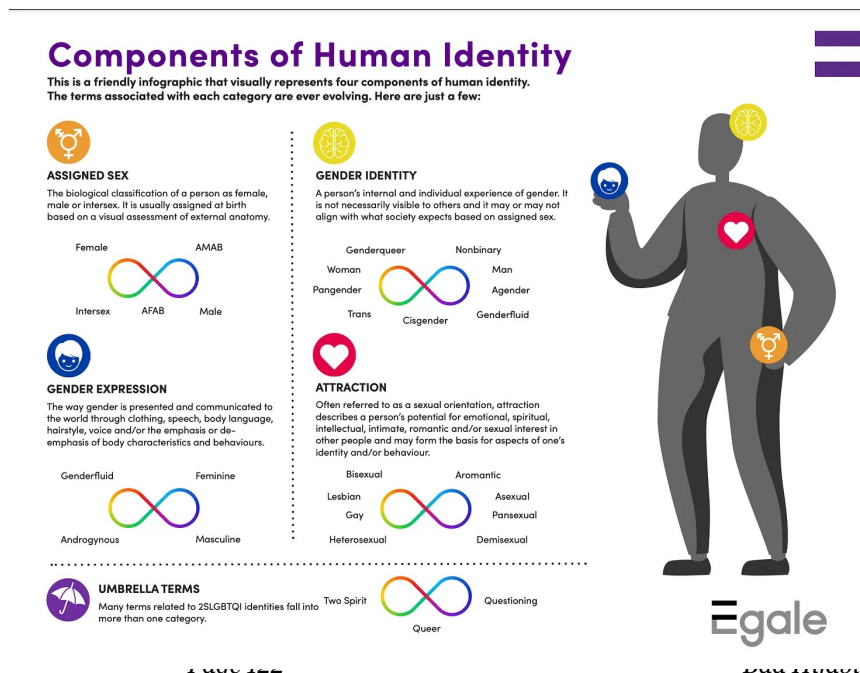 Components of Human Identity
This is a friendly infographic that visually represents four components of human identity.
The terms associated with each category are ever evolving. Here are just a few:
ASSIGNED SEX
The biological classification of a person as female,
male or intersex. It is usually assigned at birth
based on a visual assessment of external anatomy.
Female
AMAB
Intersex
AFAB
Male
GENDER IDENTITY
A person's internal and individual experience of gender. It
is not necessarily visible to others and it may or may not
align with what society expects based on assigned sex.
Genderqueer
Nonbinary
Woman
Man
Pangender
Agender
Trans
Cisgender
Genderfluid
GENDER EXPRESSION
The way gender is presented and communicated to
the world through clothing, speech, body language,
hairstyle, voice and/or the emphasis or de-
emphasis of body characteristics and behaviours.
Genderfluid
Feminine
Androgynous
Masculine
ATTRACTION
Often referred to as a sexual orientation, attraction
describes a person's potential for emotional, spiritual,
intellectual, intimate, romantic and/or sexual interest in
other people and may form the basis for aspects of one's
identity and/or behaviour.
Bisexual
Aromantic
Lesbian
Asexual
Gay
Pansexual
Heterosexual
Demisexual
UMBRELLA TERMS
Many terms related to 2SLGBTQI identities fall into
more than one category.
Two Spirit
Questioning
Queer
Egale
Page 122